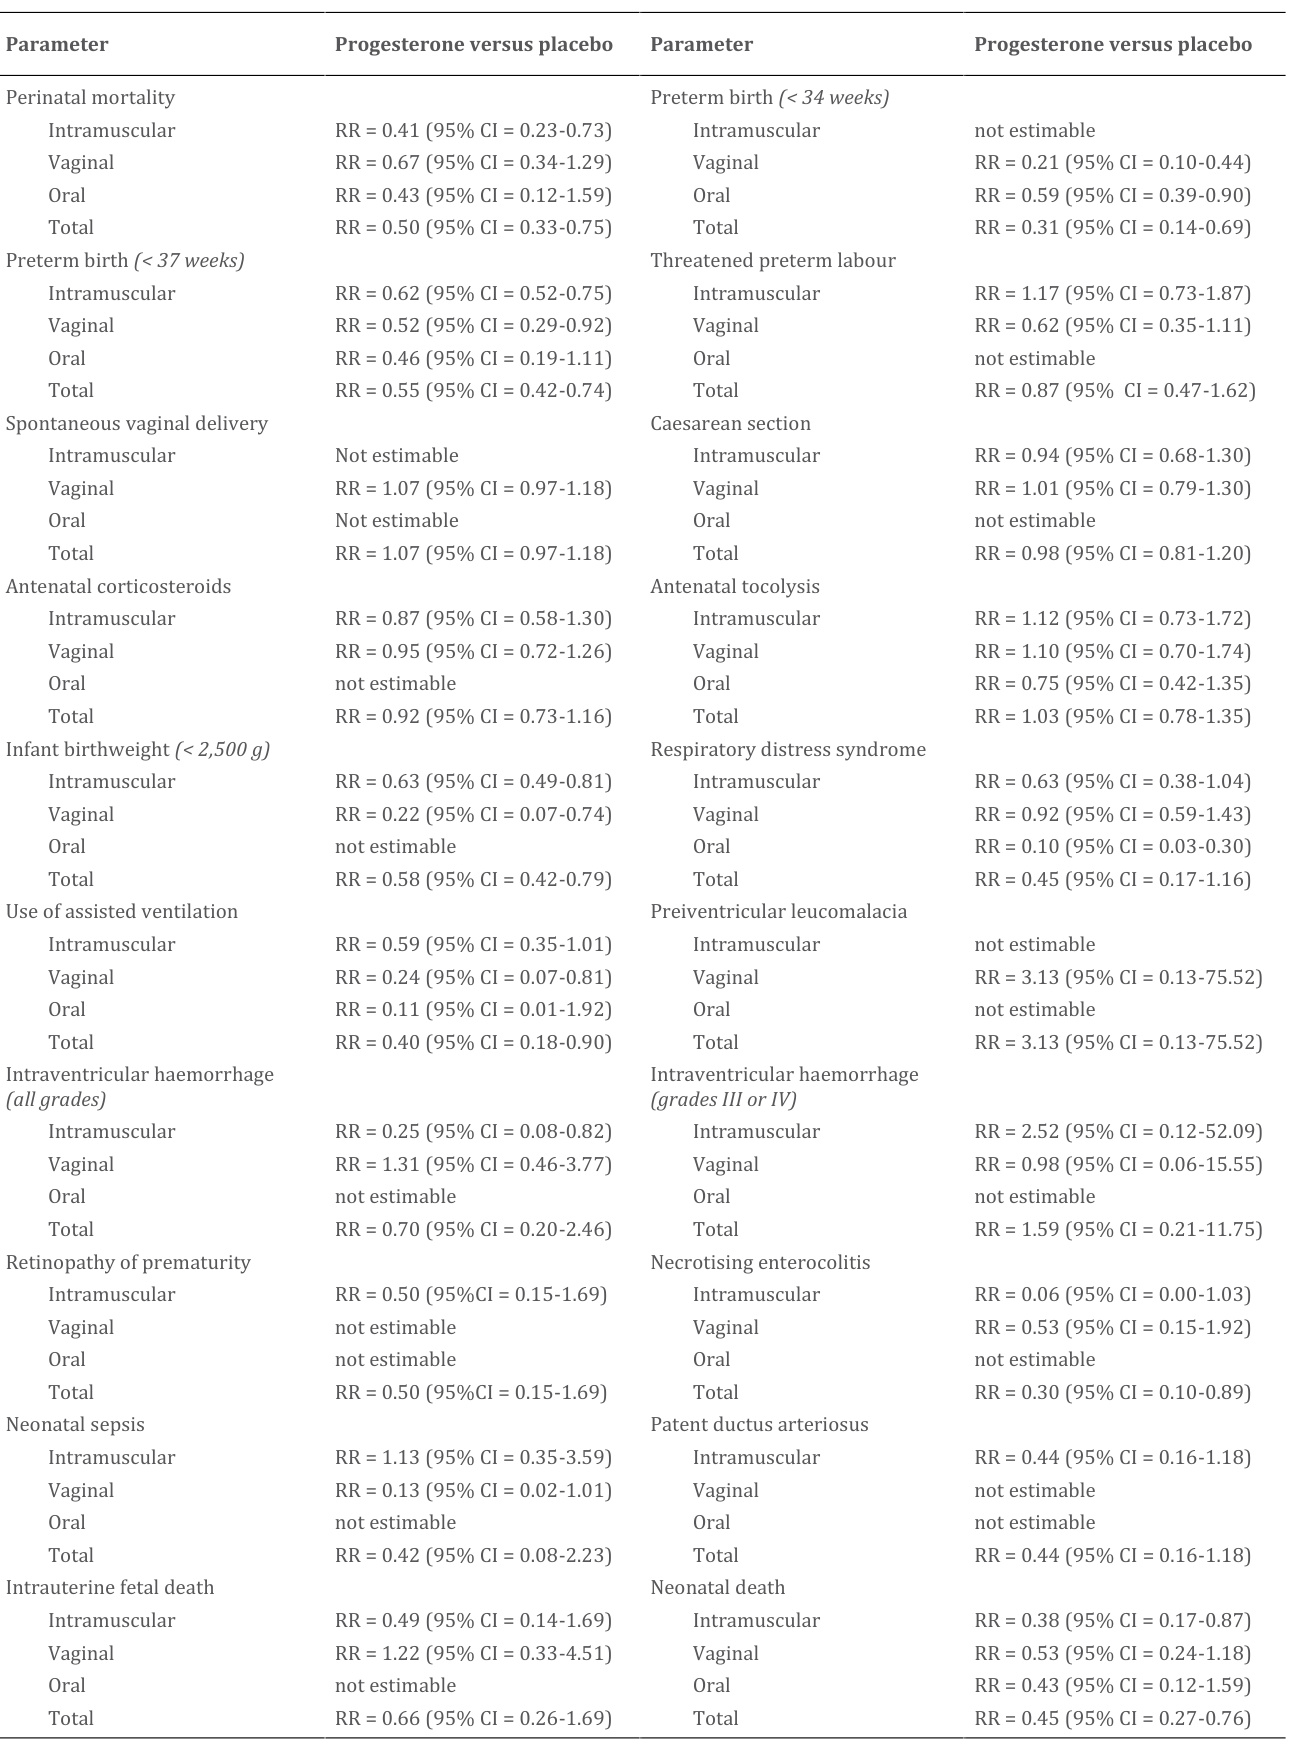 Parameter Progesterone versus placebo Parameter Progesterone versus placebo
Perinatal mortality Preterm birth (< 34 weeks)
Intramuscular RR = 0.41 (95% CI = 0.23-0.73) Intramuscular not estimable
Vaginal RR = 0.67 (95% CI = 0.34-1.29) Vaginal RR = 0.21 (95% CI = 0.10-0.44)
Oral RR = 0.43 (95% CI = 0.12-1.59) Oral RR = 0.59 (95% CI = 0.39-0.90)
Total RR = 0.50 (95% CI = 0.33-0.75) Total RR = 0.31 (95% CI = 0.14-0.69)
Preterm birth (< 37 weeks) Threatened preterm labour
Intramuscular RR = 0.62 (95% CI = 0.52-0.75) Intramuscular RR = 1.17 (95% CI = 0.73-1.87)
Vaginal RR = 0.52 (95% CI = 0.29-0.92) Vaginal RR = 0.62 (95% CI = 0.35-1.11)
Oral RR = 0.46 (95% CI = 0.19-1.11) Oral not estimable
Total RR = 0.55 (95% CI = 0.42-0.74) Total RR = 0.87 (95% CI = 0.47-1.62)
Spontaneous vaginal delivery Caesarean section
Intramuscular Not estimable Intramuscular RR = 0.94 (95% CI = 0.68-1.30)
Vaginal RR = 1.07 (95% CI = 0.97-1.18) Vaginal RR = 1.01 (95% CI = 0.79-1.30)
Oral Not estimable Oral not estimable
Total RR = 1.07 (95% CI = 0.97-1.18) Total RR = 0.98 (95% CI = 0.81-1.20)
Antenatal corticosteroids Antenatal tocolysis
Intramuscular RR = 0.87 (95% CI = 0.58-1.30) Intramuscular RR = 1.12 (95% CI = 0.73-1.72)
Vaginal RR = 0.95 (95% CI = 0.72-1.26) Vaginal RR = 1.10 (95% CI = 0.70-1.74)
Oral not estimable Oral RR = 0.75 (95% CI = 0.42-1.35)
Total RR = 0.92 (95% CI = 0.73-1.16) Total RR = 1.03 (95% CI = 0.78-1.35)
Infant birthweight (< 2,500 g) Respiratory distress syndrome
Intramuscular RR = 0.63 (95% CI = 0.49-0.81) Intramuscular RR = 0.63 (95% CI = 0.38-1.04)
Vaginal RR = 0.22 (95% CI = 0.07-0.74) Vaginal RR = 0.92 (95% CI = 0.59-1.43)
Oral not estimable Oral RR = 0.10 (95% CI = 0.03-0.30)
Total RR = 0.58 (95% CI = 0.42-0.79) Total RR = 0.45 (95% CI = 0.17-1.16)
Use of assisted ventilation Preiventricular leucomalacia
Intramuscular RR = 0.59 (95% CI = 0.35-1.01) Intramuscular not estimable
Vaginal RR = 0.24 (95% CI = 0.07-0.81) Vaginal RR = 3.13 (95% CI = 0.13-75.52)
Oral RR = 0.11 (95% CI = 0.01-1.92) Oral not estimable
Total RR = 0.40 (95% CI = 0.18-0.90) Total RR = 3.13 (95% CI = 0.13-75.52)
Intraventricular haemorrhage Intraventricular haemorrhage
(all grades) (grades III or IV)
Intramuscular RR = 0.25 (95% CI = 0.08-0.82) Intramuscular RR = 2.52 (95% CI = 0.12-52.09)
Vaginal RR = 1.31 (95% CI = 0.46-3.77) Vaginal RR = 0.98 (95% CI = 0.06-15.55)
Oral not estimable Oral not estimable
Total RR = 0.70 (95% CI = 0.20-2.46) Total RR = 1.59 (95% CI = 0.21-11.75)
Retinopathy of prematurity Necrotising enterocolitis
Intramuscular RR = 0.50 (95%CI = 0.15-1.69) Intramuscular RR = 0.06 (95% CI = 0.00-1.03)
Vaginal not estimable Vaginal RR = 0.53 (95% CI = 0.15-1.92)
Oral not estimable Oral not estimable
Total RR = 0.50 (95%CI = 0.15-1.69) Total RR = 0.30 (95% CI = 0.10-0.89)
Neonatal sepsis Patent ductus arteriosus
Intramuscular RR = 1.13 (95% CI = 0.35-3.59) Intramuscular RR = 0.44 (95% CI = 0.16-1.18)
Vaginal RR = 0.13 (95% CI = 0.02-1.01) Vaginal not estimable
Oral not estimable Oral not estimable
Total RR = 0.42 (95% CI = 0.08-2.23) Total RR = 0.44 (95% CI = 0.16-1.18)
Intrauterine fetal death Neonatal death
Intramuscular RR = 0.49 (95% CI = 0.14-1.69) Intramuscular RR = 0.38 (95% CI = 0.17-0.87)
Vaginal RR = 1.22 (95% CI = 0.33-4.51) Vaginal RR = 0.53 (95% CI = 0.24-1.18)
Oral not estimable Oral RR = 0.43 (95% CI = 0.12-1.59)
Total RR = 0.66 (95% CI = 0.26-1.69) Total RR = 0.45 (95% CI = 0.27-0.76)